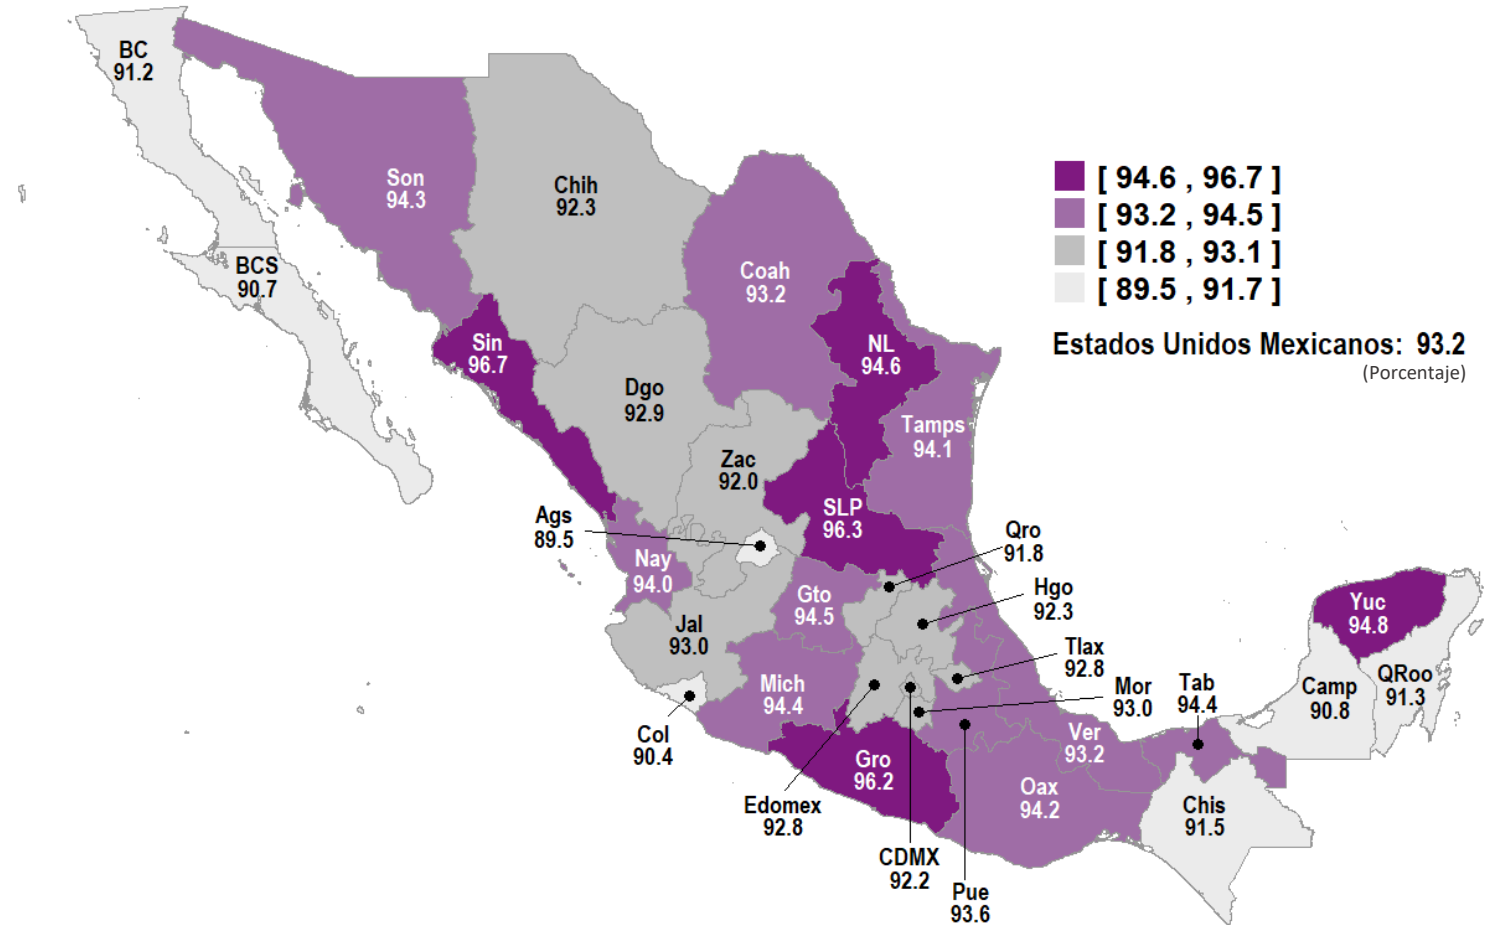 BC
91.2
Son
94.3
Chih
92.3
[ 94.6 , 96.7 ]
[ 93.2 , 94.5 ]
[ 91.8 , 93.1 ]
[ 89.5 , 91.7 ]
Estados Unidos Mexicanos: 93.2
(Porcentaje)
BCS
90.7
Coah
93.2
Sin
96.7
NL
94.6
Dgo
92.9
Tamps
94.1
Zac
92.0
SLP
96.3
Ags
89.5
Qro
91.8
Nay
94.0
Gto
94.5
Hgo
92.3
Jal
93.0
Tlax
92.8
Yuc
94.8
Mich
94.4
Mor
93.0
Tab
94.4
Camp
90.8
QRoo
91.3
Col
90.4
Ver
93.2
Gro
96.2
Oax
94.2
Edomex
92.8
Chis
91.5
CDMX
92.2
Pue
93.6